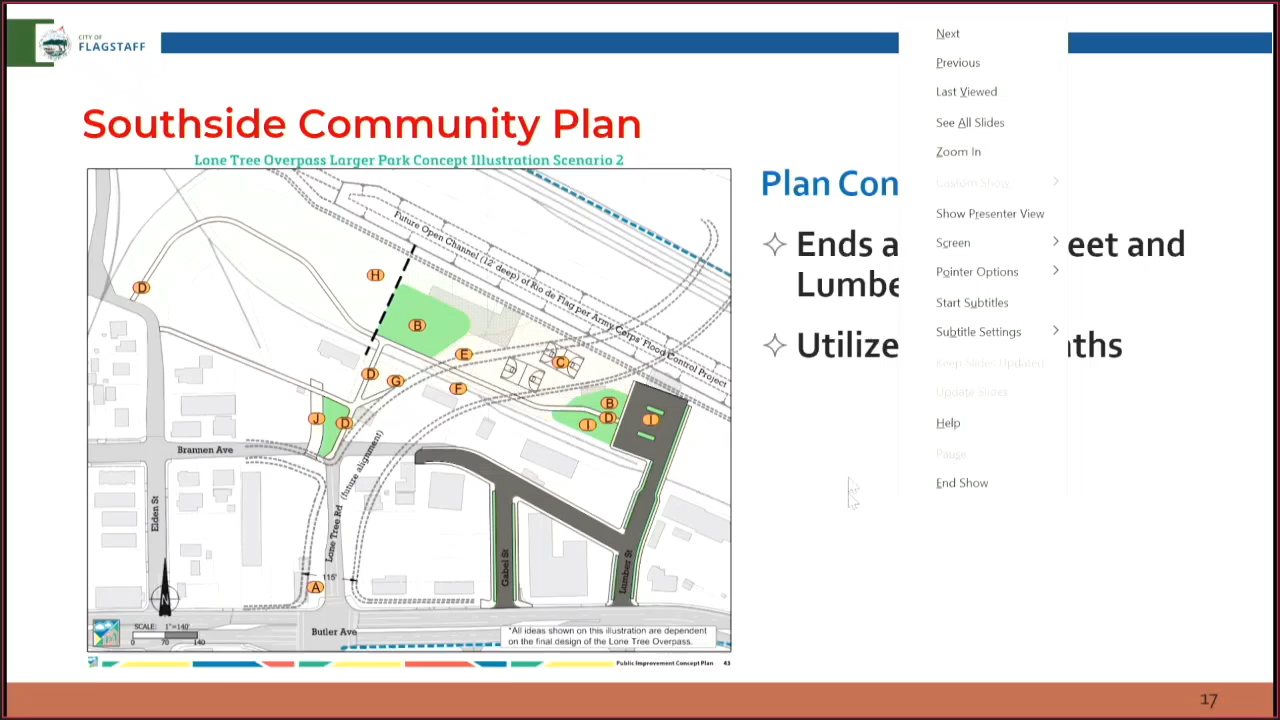 CITY OF
FLAGSTAFF
Southside Community Plan
Lone Tree Overpass Larger Park Concept Illustration Scenario 2
Future Open Channel (12' deep) of Rio de Flag per Army Corps' Flood Control Project
H
D
B
E
C
D
G
F
B
D
I
I
J
D
Brannen Ave
Elden St
Lone Tree Rd (future alignment)
Gabel St
Lumber St
115'
A
N
Butler Ave
SCALE: 1"=140'
0 70 140
*All ideas shown on this illustration are dependent
on the final design of the Lone Tree Overpass.
Public Improvement Concept Plan 43
Plan Con
Ends a eet and
Lumbe
Utilize aths
Next
Previous
Last Viewed
See All Slides
Zoom In
Custom Show
Show Presenter View
Screen
Pointer Options
Start Subtitles
Subtitle Settings
Keep Slides Updated
Update Slides
Help
Pause
End Show
17